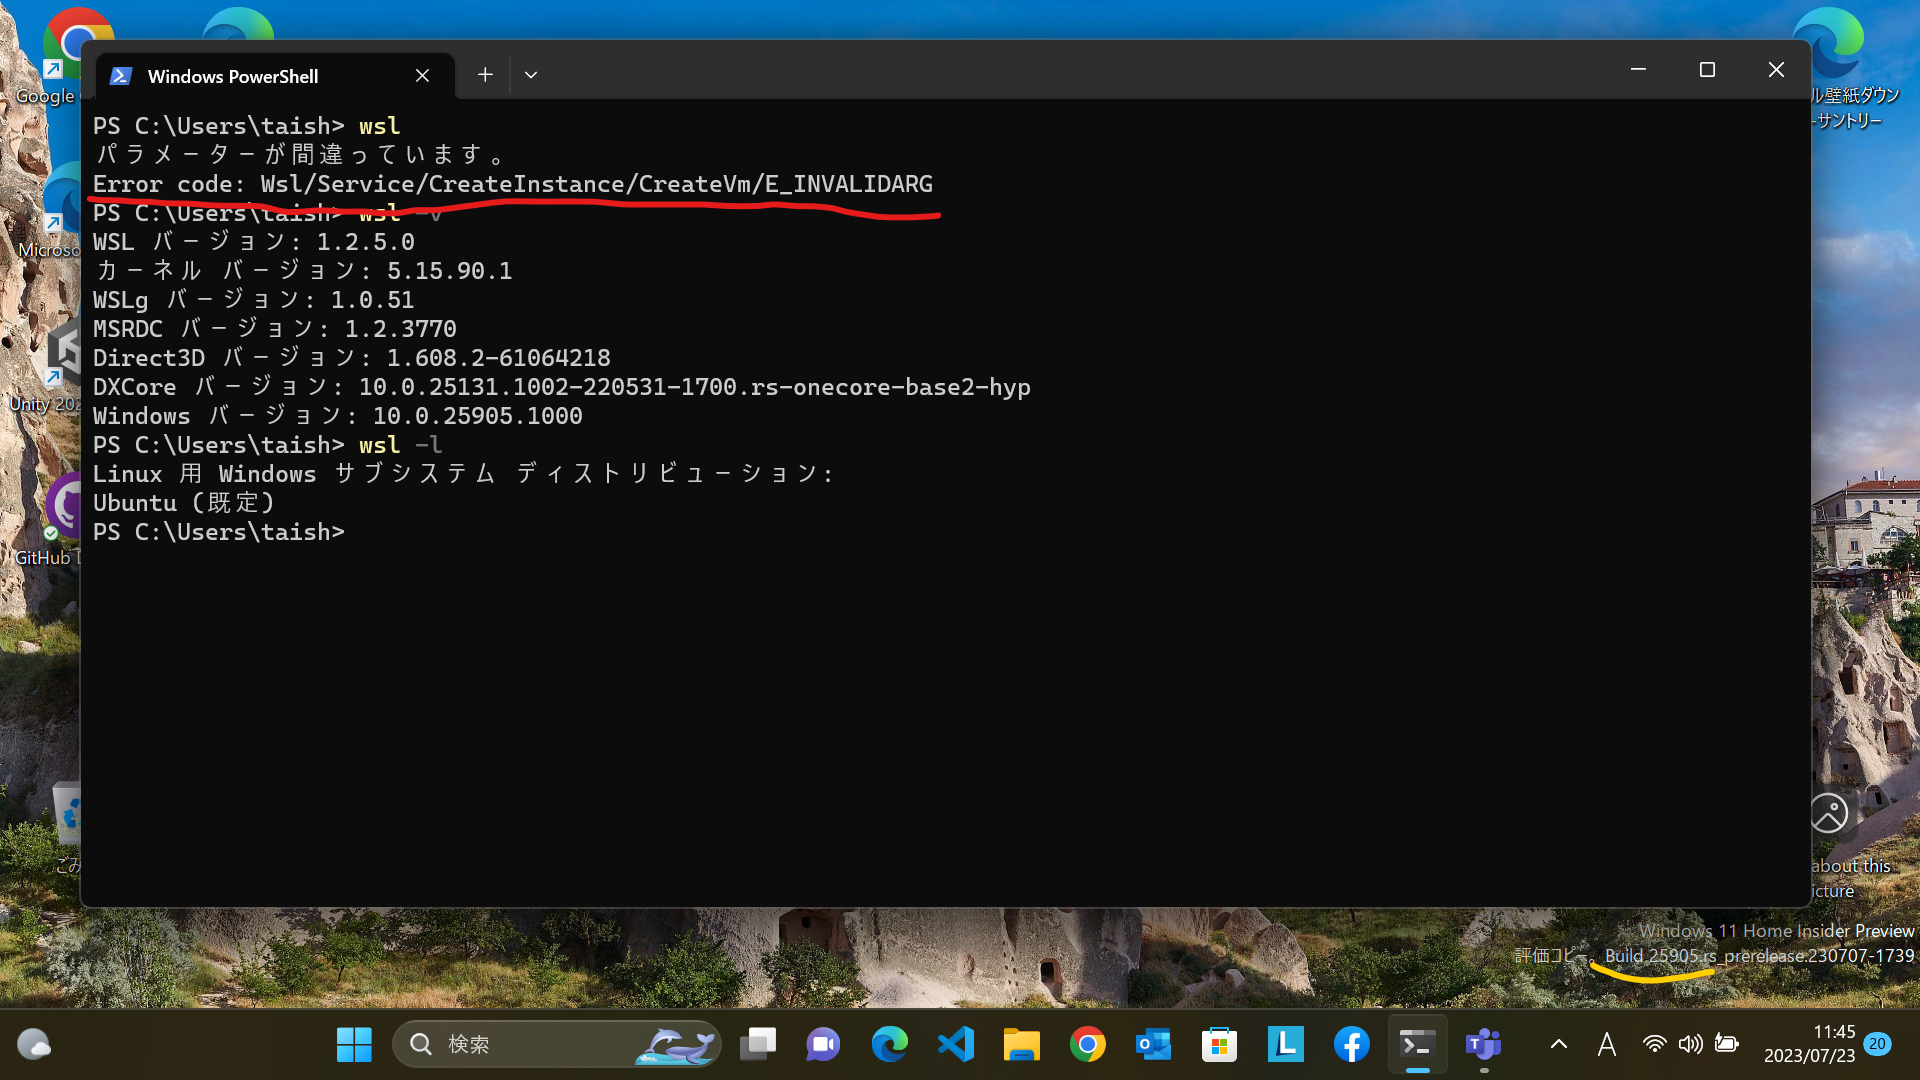 Windows PowerShell
Google
PS C:\Users\taish> wsl
パラメーターが間違っています。
Error code: Wsl/Service/CreateInstance/CreateVm/E_INVALIDARG
PS C:\Users\taish> wsl -v
WSL バージョン: 1.2.5.0
カーネル バージョン: 5.15.90.1
WSLg バージョン: 1.0.51
MSRDC バージョン: 1.2.3770
Direct3D バージョン: 1.608.2-61064218
DXCore バージョン: 10.0.25131.1002-220531-1700.rs-onecore-base2-hyp
Windows バージョン: 10.0.25905.1000
PS C:\Users\taish> wsl -l
Linux 用 Windows サブシステム ディストリビューション:
Ubuntu (既定)
PS C:\Users\taish>
ル壁紙ダウン
-サントリー
Microso
Unity 202
GitHub D
ごみ
about this
icture
Windows 11 Home Insider Preview
評価コピー。Build 25905.rs_prerelease.230707-1739
検索
A
11:45
2023/07/23
20